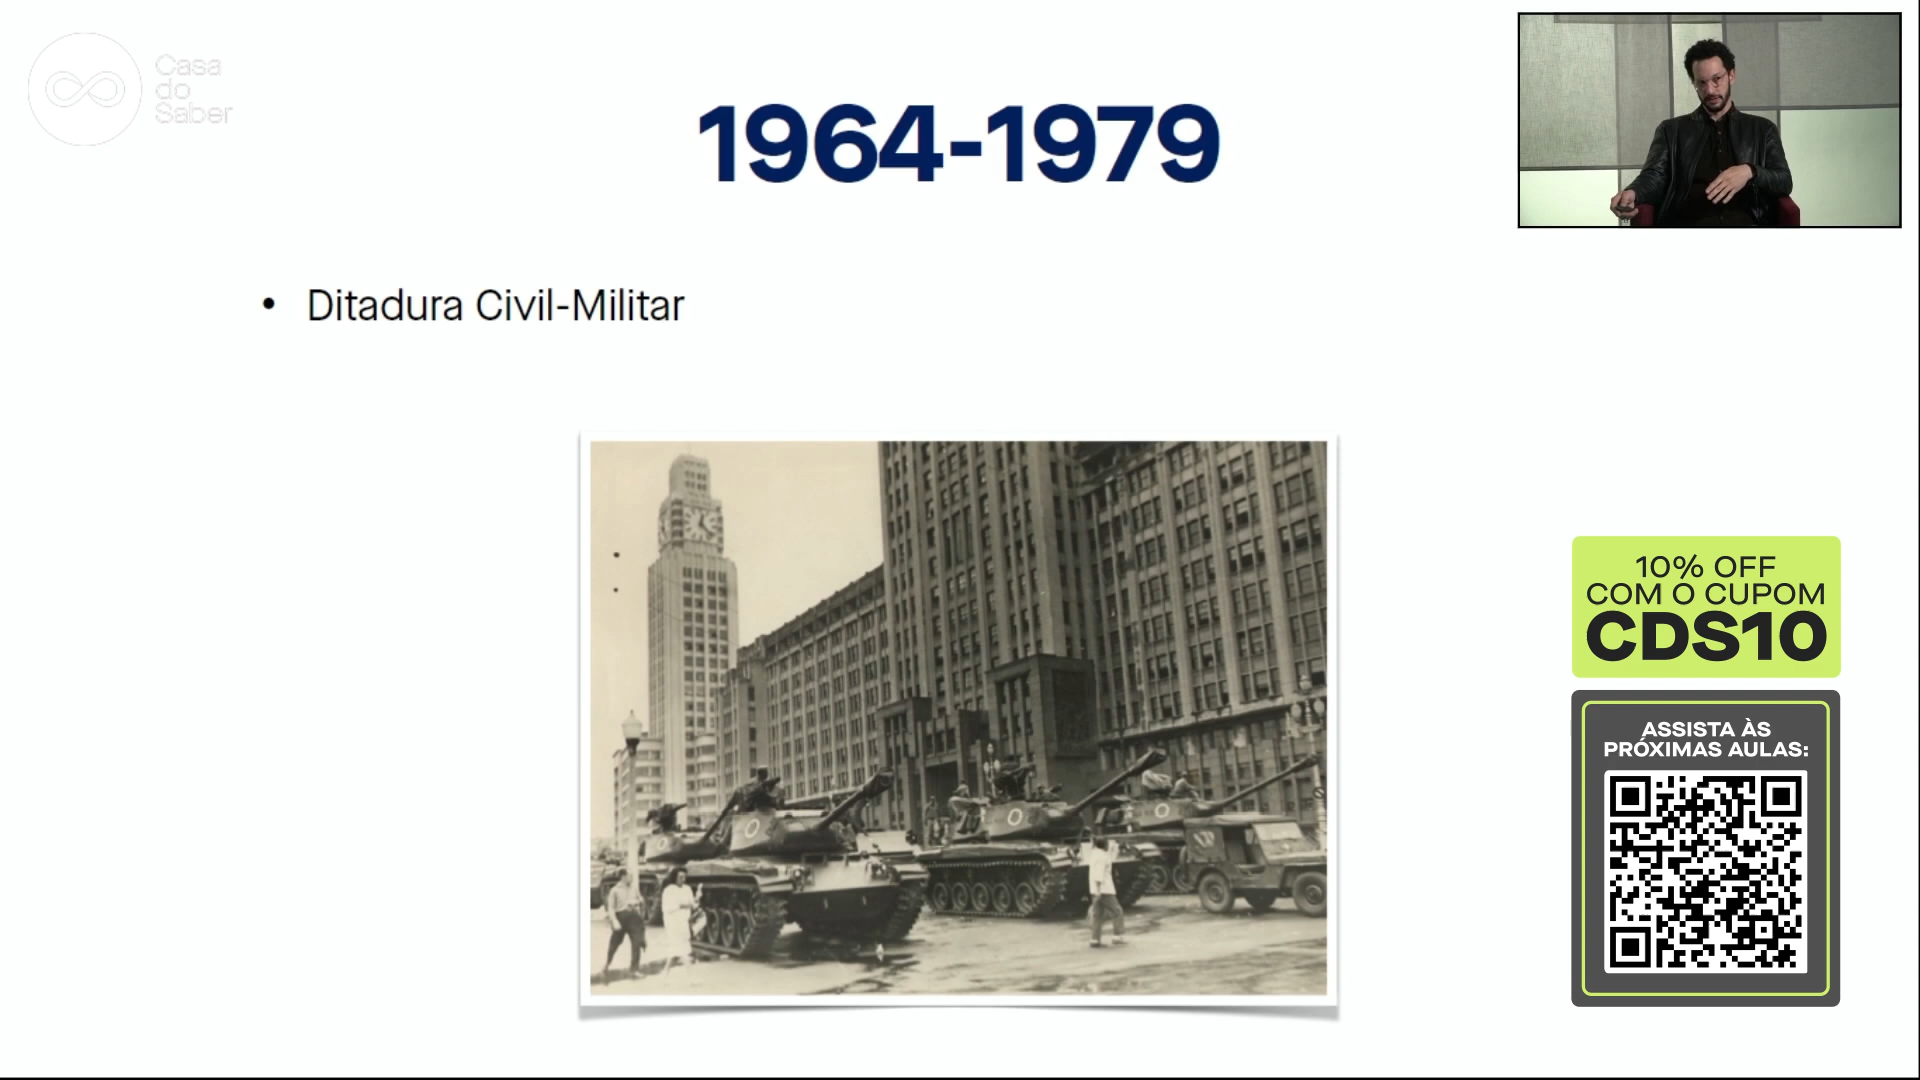 Casa
do
Saber
1964-1979
• Ditadura Civil-Militar
10% OFF
COM O CUPOM
CDS10
ASSISTA ÀS
PRÓXIMAS AULAS: